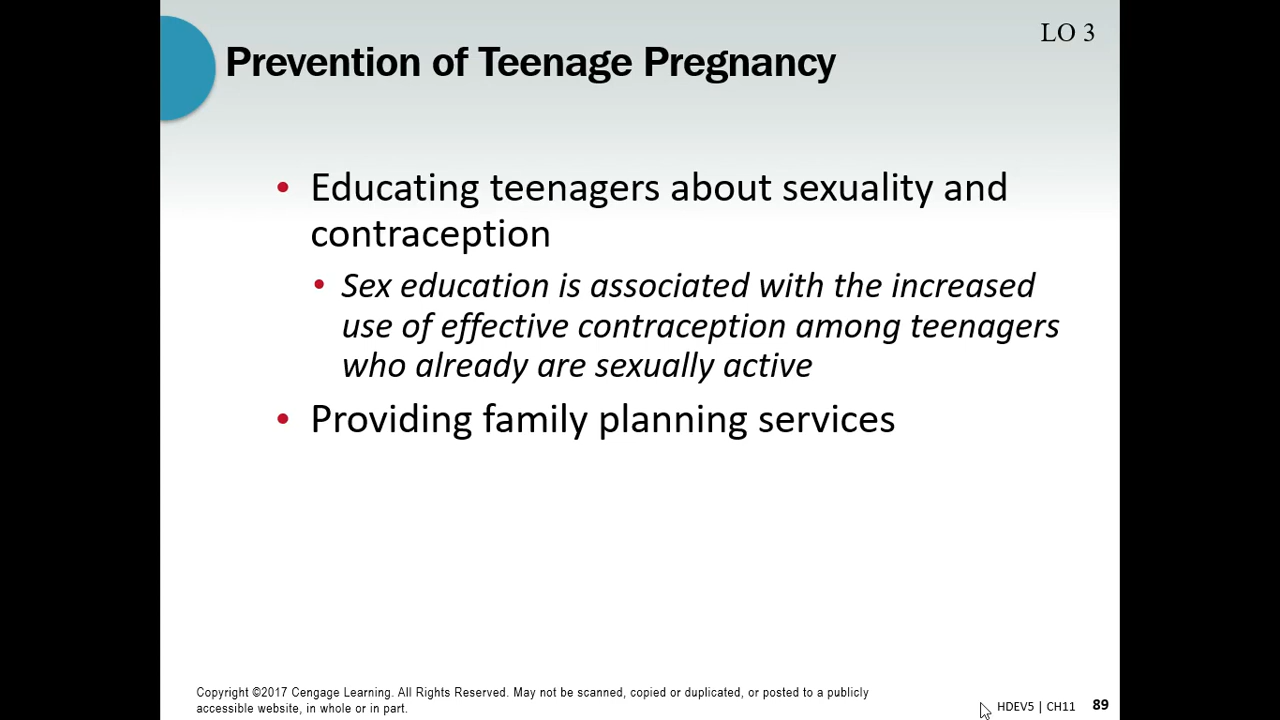 LO 3
Prevention of Teenage Pregnancy
• Educating teenagers about sexuality and
contraception
• Sex education is associated with the increased
use of effective contraception among teenagers
who already are sexually active
• Providing family planning services
Copyright ©2017 Cengage Learning. All Rights Reserved. May not be scanned, copied or duplicated, or posted to a publicly
accessible website, in whole or in part.
HDEV5 | CH11 89